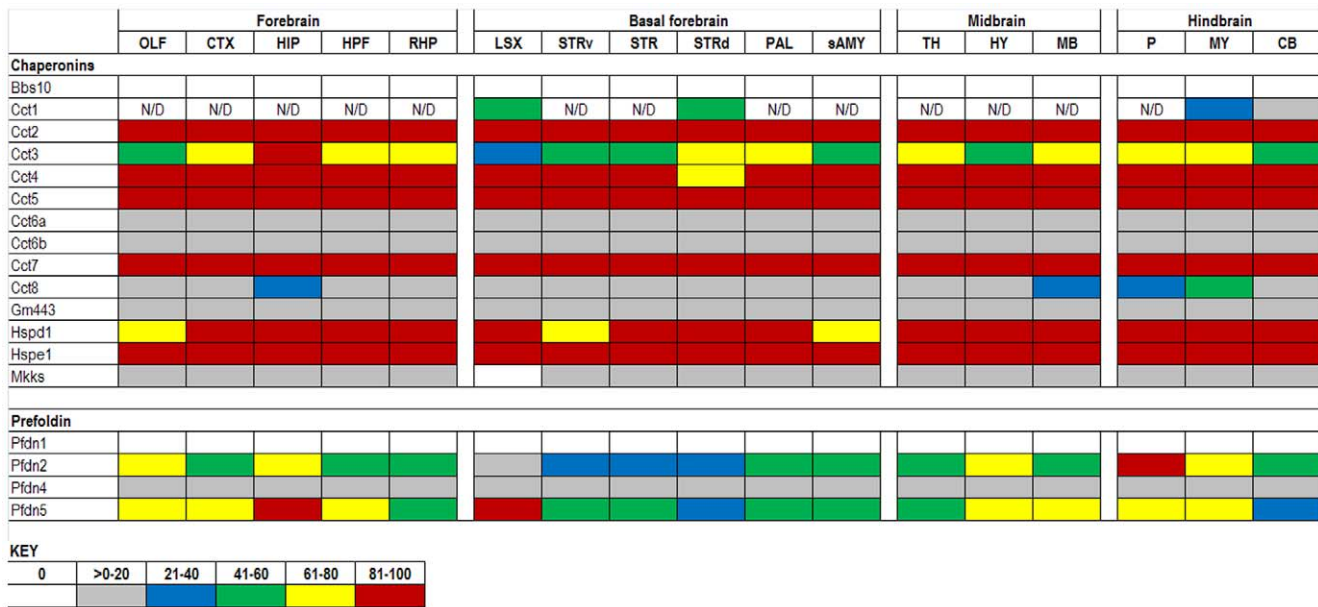 Forebrain Basal forebrain Midbrain Hindbrain
OLF CTX HIP HPF RHP LSX STRv STR STRd PAL sAMY TH HY MB P MY CB
Chaperonins
Bbs10
Cct1 N/D N/D N/D N/D N/D N/D N/D N/D N/D N/D N/D N/D N/D
Cct2
Cct3
Cct4
Cct5
Cct6a
Cct6b
Cct7
Cct8
Gm443
Hspd1
Hspe1
Mkks
Prefoldin
Pfdn1
Pfdn2
Pfdn4
Pfdn5
KEY
0 >0-20 21-40 41-60 61-80 81-100